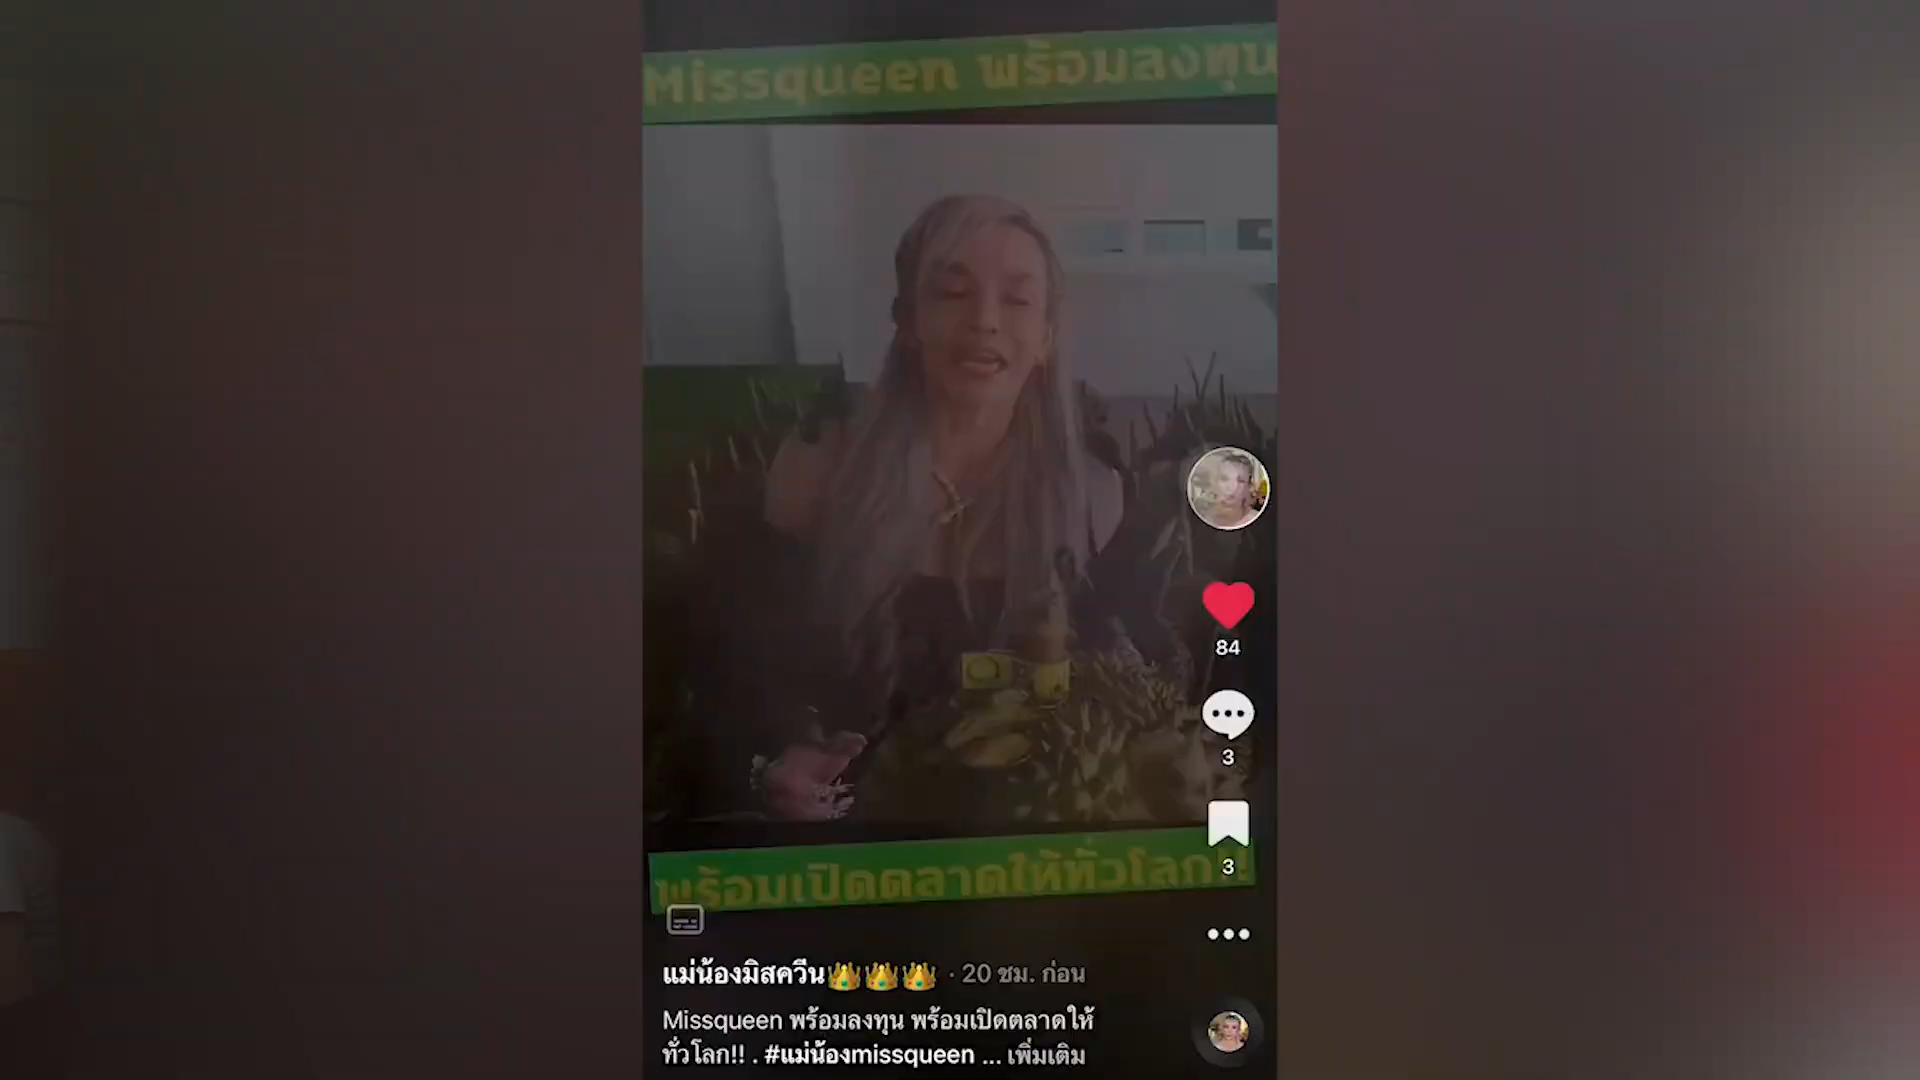 Missqueen พร้อมลงทุน
84
3
3
พร้อมเปิดตลาดให้ทั่วโลก!!
แม่น้องมิสควีน👑👑👑 · 20 ชม. ก่อน
Missqueen พร้อมลงทุน พร้อมเปิดตลาดให้
ทั่วโลก!! . #แม่น้องmissqueen ... เพิ่มเติม